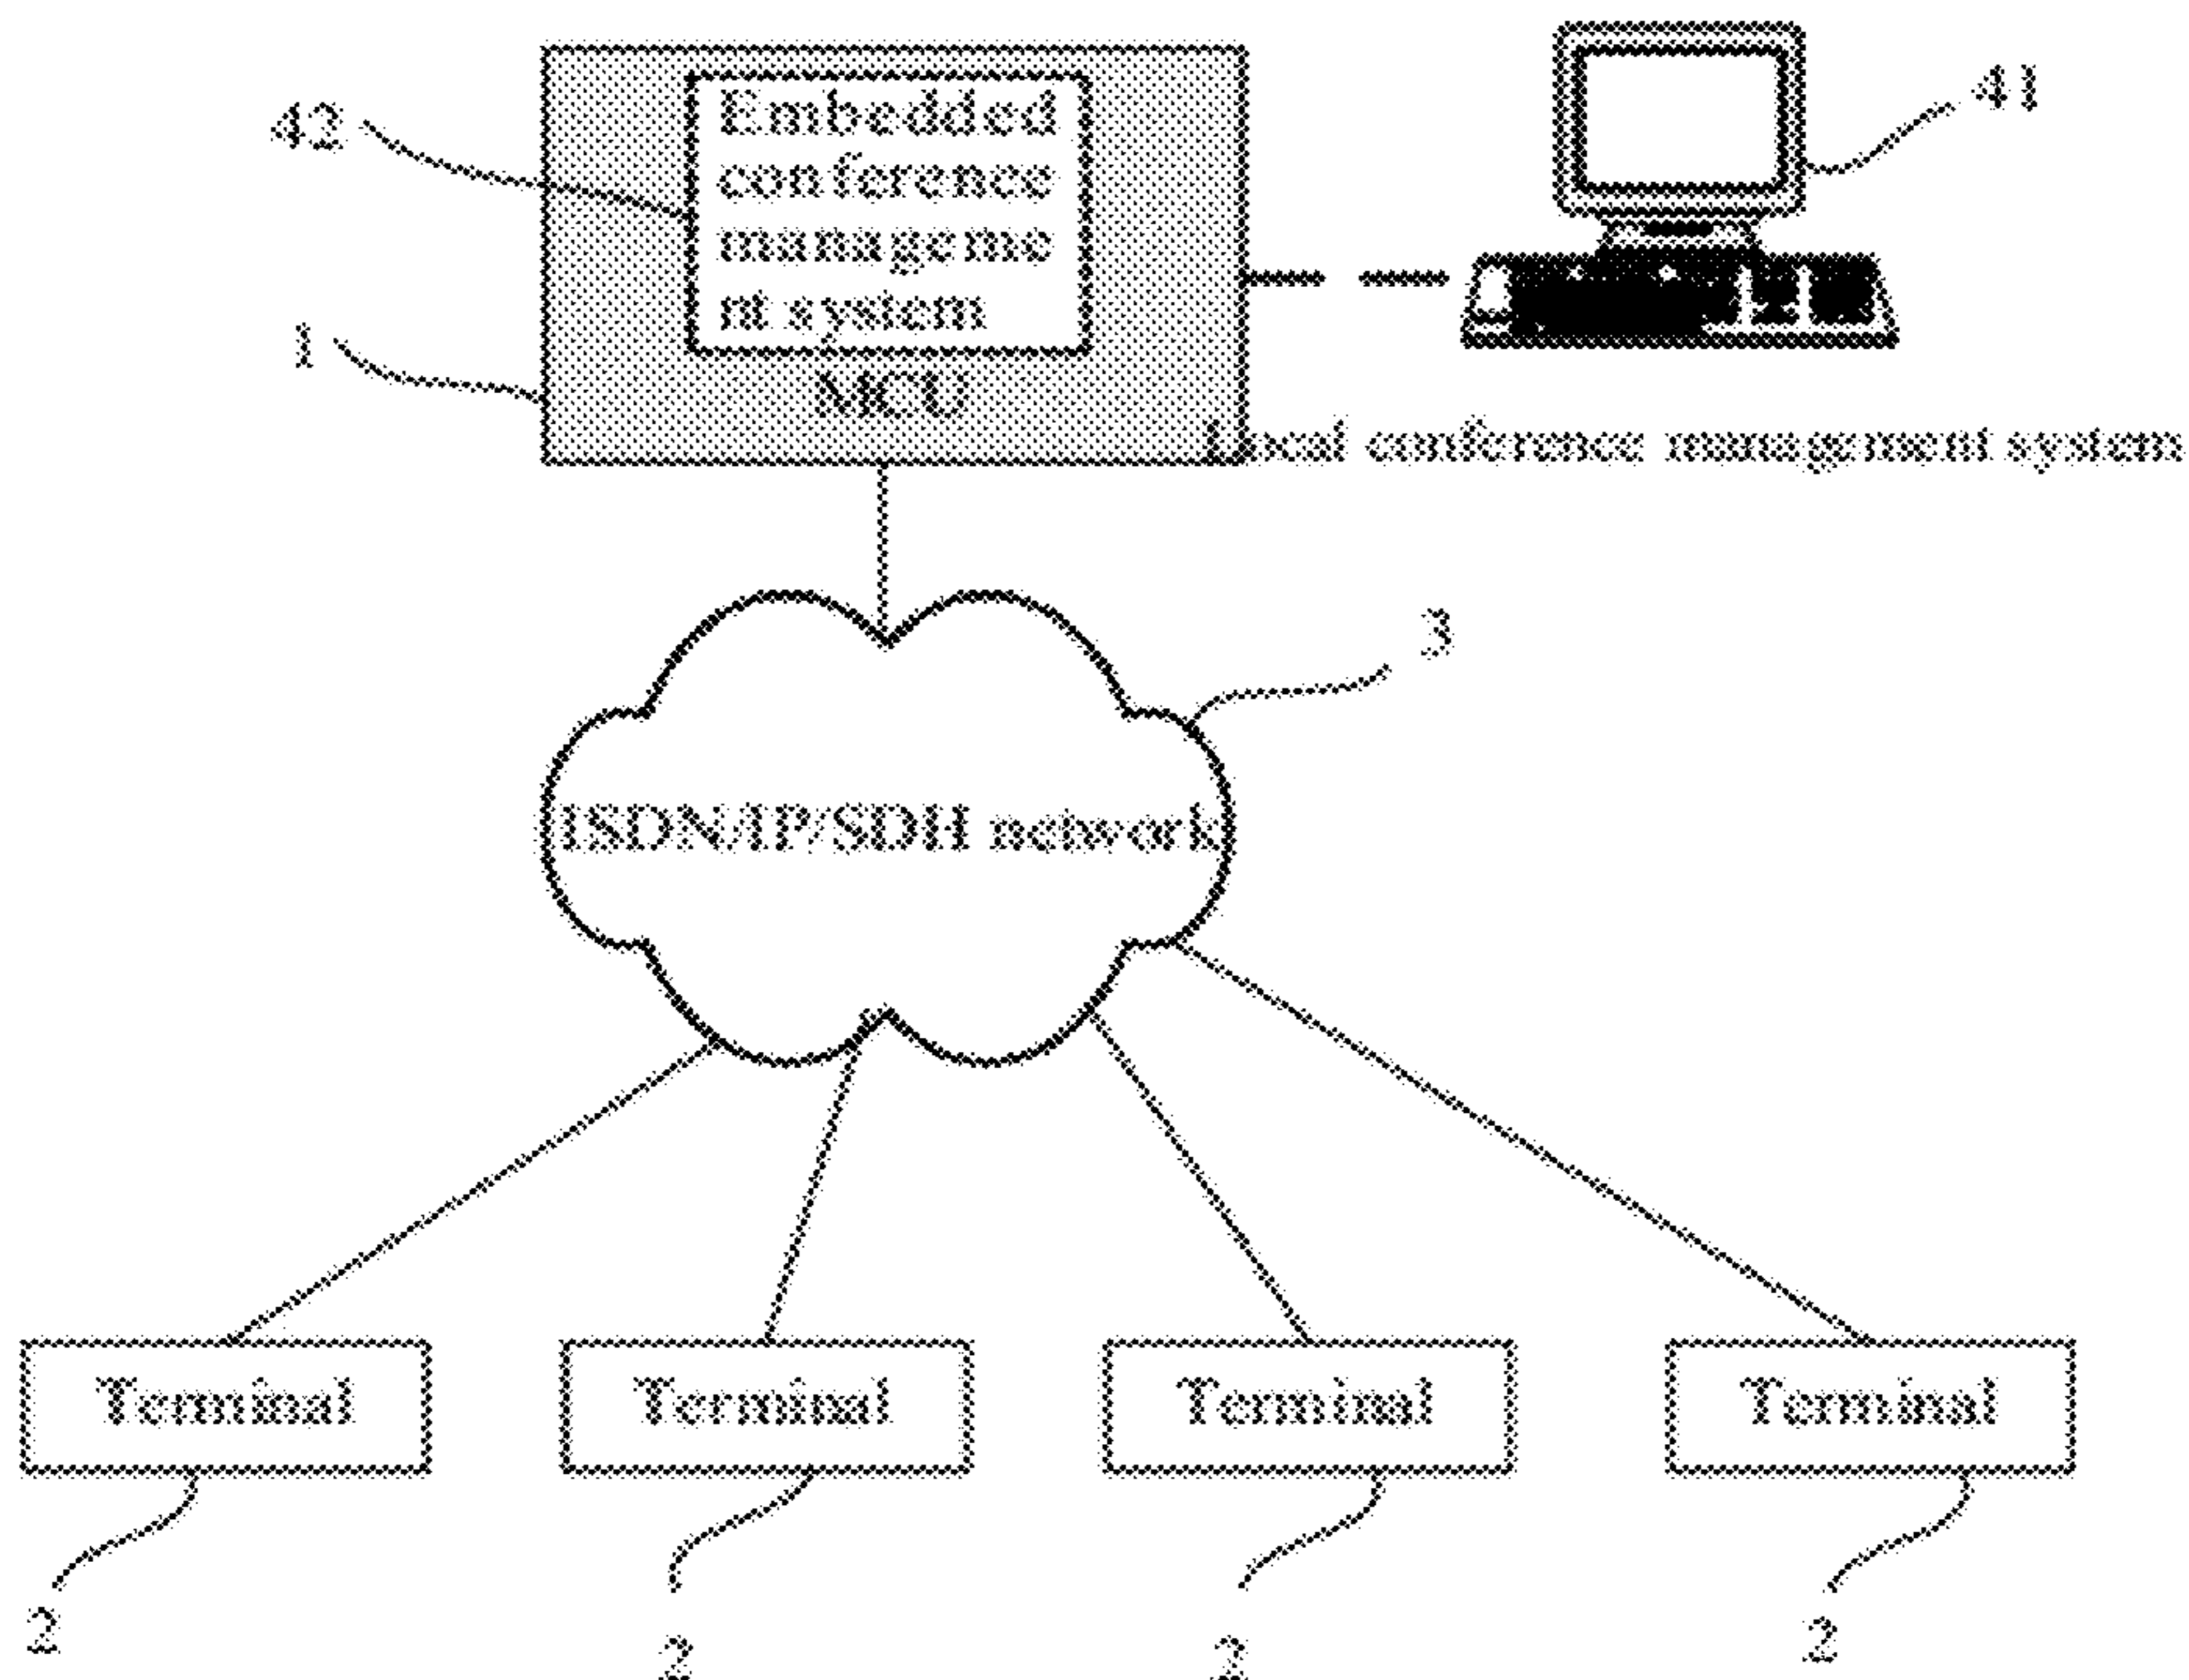 42
Embedded
conference
manageme
nt system
41
1
MCU
Local conference management system
3
ISDN/IP/SDH network
Terminal
Terminal
Terminal
Terminal
2
2
2
2